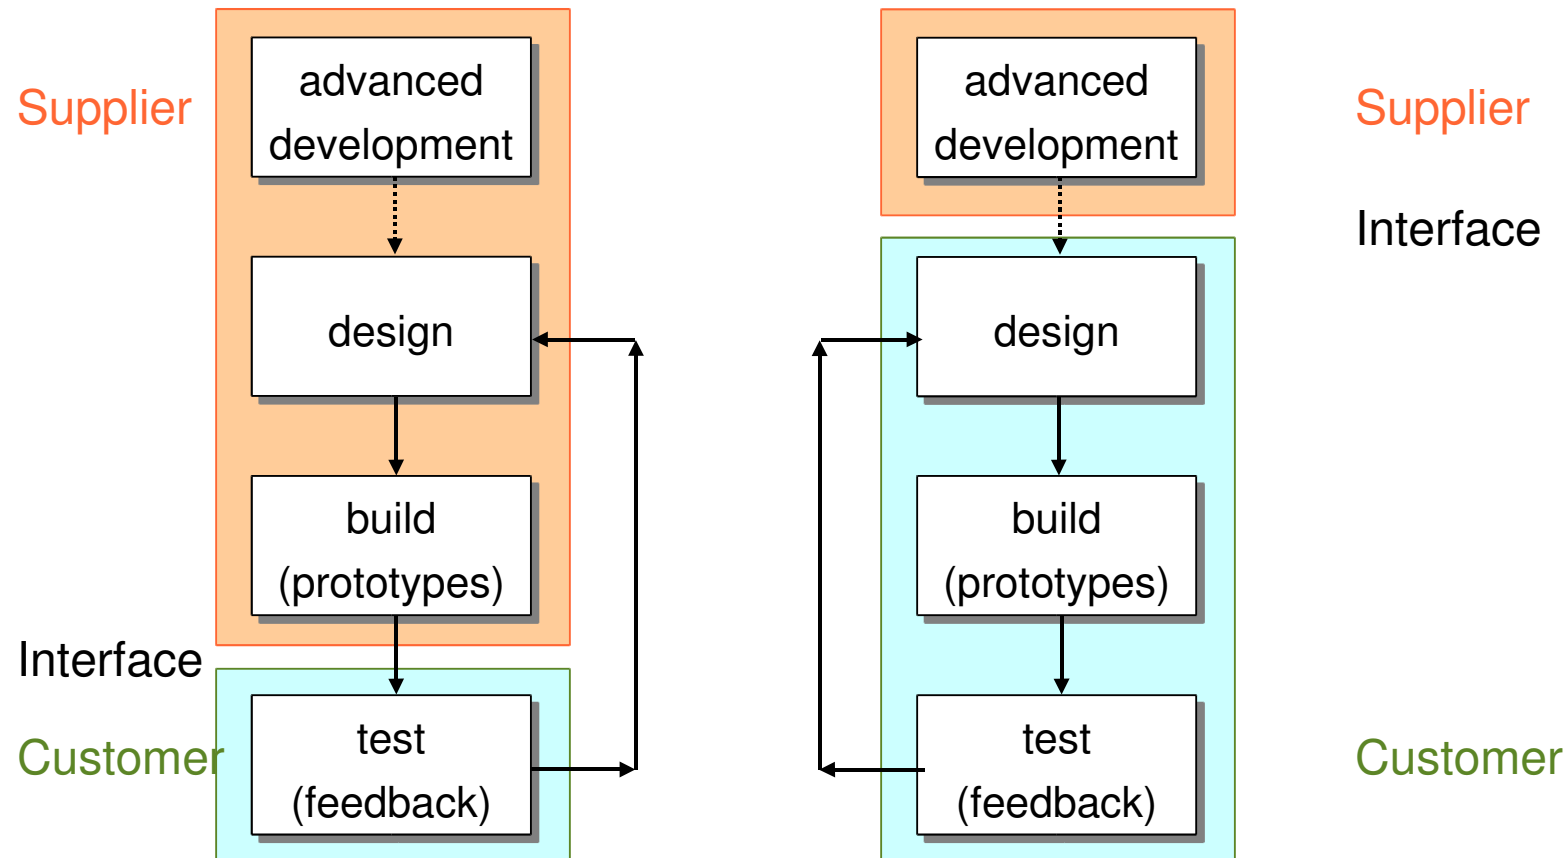 Supplier
advanced
development
design
build
(prototypes)
Interface
Customer
test
(feedback)
advanced
development
Supplier
Interface
design
build
(prototypes)
test
(feedback)
Customer